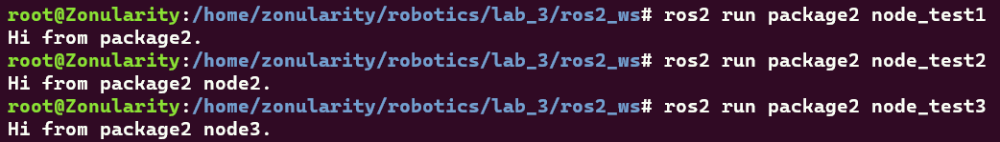 root@Zonularity:/home/zonularity/robotics/lab_3/ros2_ws# ros2 run package2 node_test1
Hi from package2.
root@Zonularity:/home/zonularity/robotics/lab_3/ros2_ws# ros2 run package2 node_test2
Hi from package2 node2.
root@Zonularity:/home/zonularity/robotics/lab_3/ros2_ws# ros2 run package2 node_test3
Hi from package2 node3.